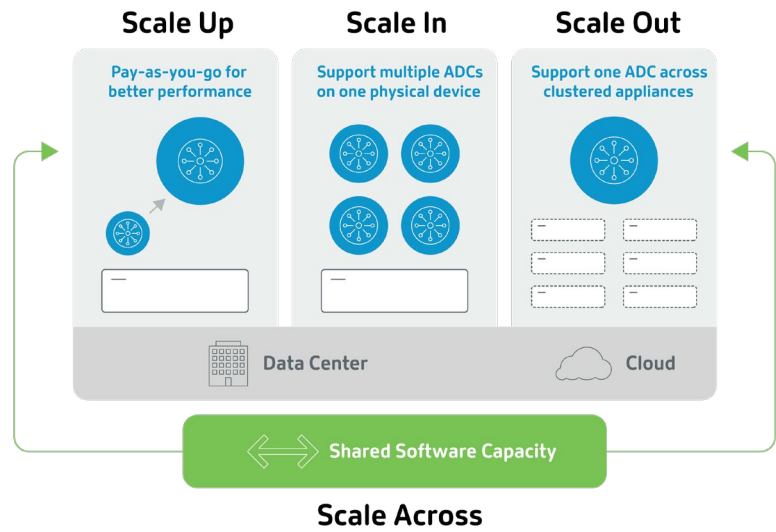 Scale Up
Scale In
Scale Out
Pay-as-you-go for
better performance
Support multiple ADCs
on one physical device
Support one ADC across
clustered appliances
Data Center
Cloud
Shared Software Capacity
Scale Across